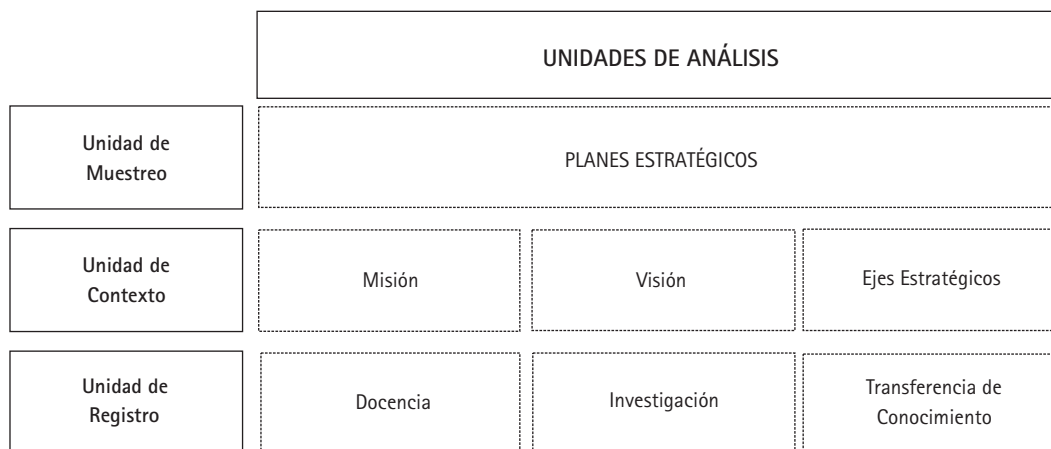 UNIDADES DE ANÁLISIS
Unidad de
Muestreo
PLANES ESTRATÉGICOS
Unidad de
Contexto
Misión
Visión
Ejes Estratégicos
Unidad de
Registro
Docencia
Investigación
Transferencia de
Conocimiento